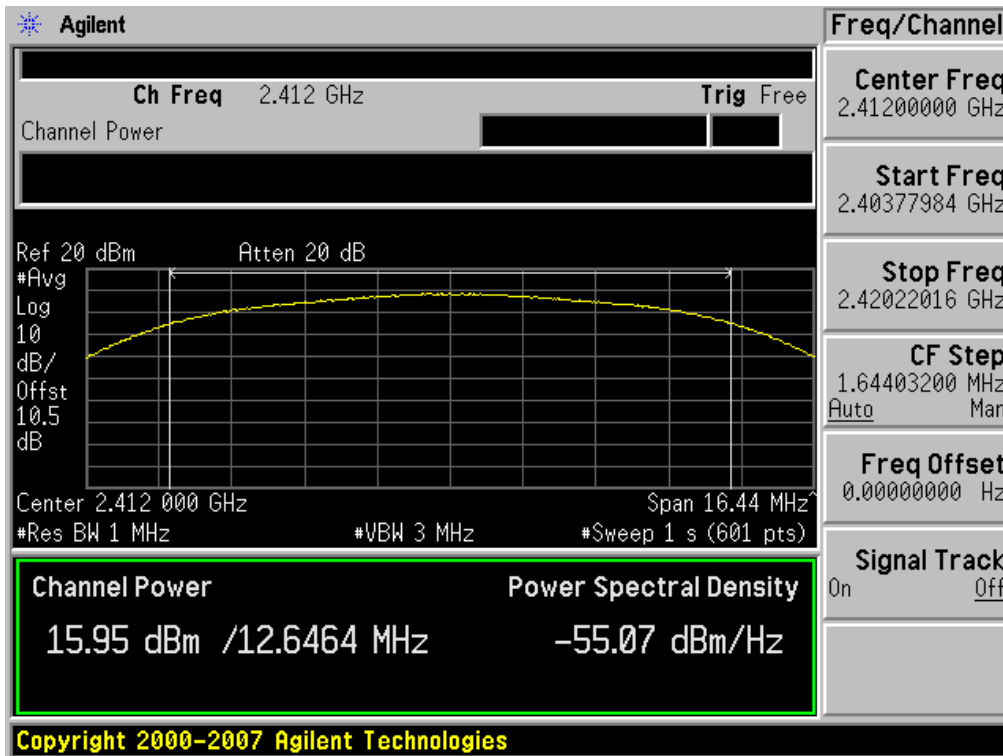 Agilent
Freq/Channel
Ch Freq 2.412 GHz Trig Free
Channel Power
Center Freq
2.41200000 GHz
Start Freq
2.40377984 GHz
Stop Freq
2.42022016 GHz
CF Step
1.64403200 MHz
Auto Man
Freq Offset
0.00000000 Hz
Signal Track
On Off
Ref 20 dBm Atten 20 dB
#Avg
Log
10
dB/
Offst
10.5
dB
Center 2.412 000 GHz Span 16.44 MHz^
#Res BW 1 MHz #VBW 3 MHz #Sweep 1 s (601 pts)
Channel Power Power Spectral Density
15.95 dBm /12.6464 MHz -55.07 dBm/Hz
Copyright 2000-2007 Agilent Technologies